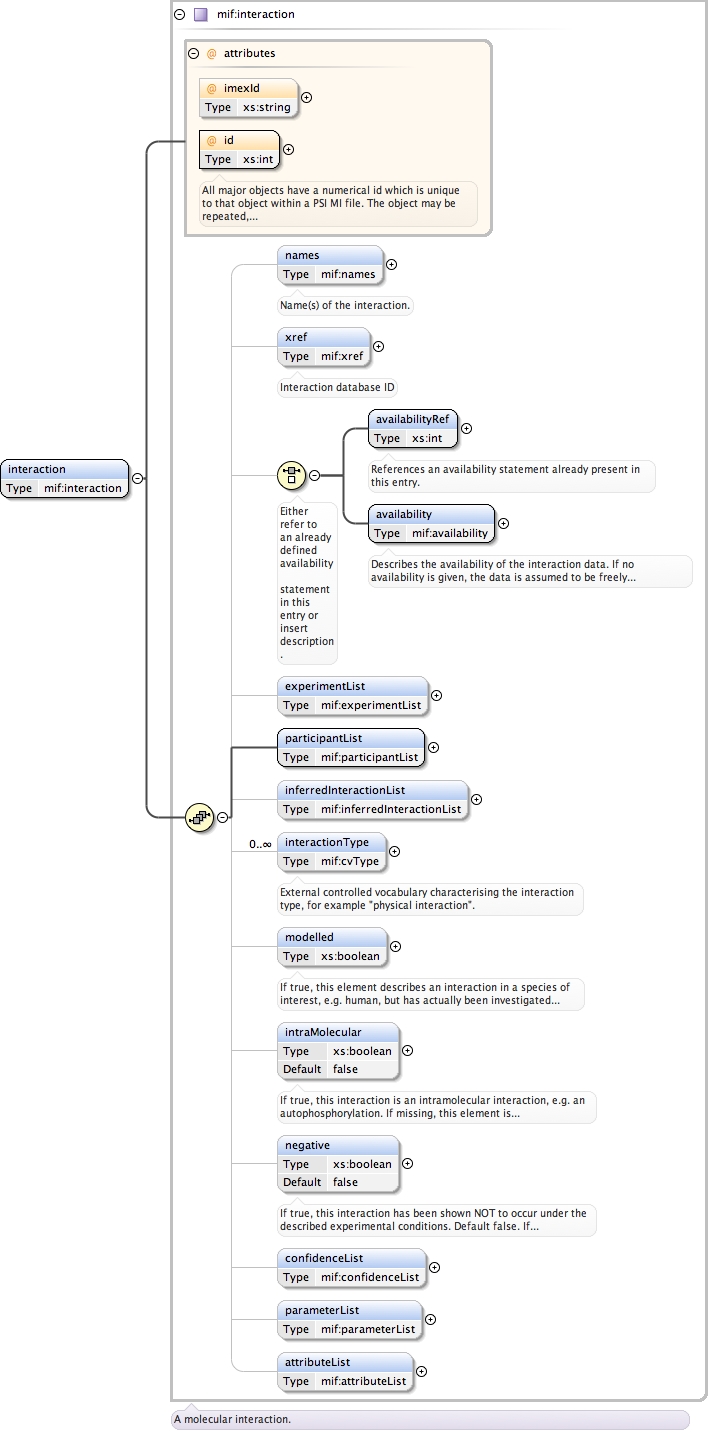 mif:interaction
@ attributes
@ imexId
Type xs:string
@ id
Type xs:int
All major objects have a numerical id which is unique
to that object within a PSI MI file. The object may be
repeated,...
names
Type mif:names
Name(s) of the interaction.
xref
Type mif:xref
Interaction database ID
availabilityRef
Type xs:int
References an availability statement already present in
this entry.
interaction
Type mif:interaction
availability
Type mif:availability
Describes the availability of the interaction data. If no
availability is given, the data is assumed to be freely...
Either
refer to
an already
defined
availability
statement
in this
entry or
insert
description
.
experimentList
Type mif:experimentList
participantList
Type mif:participantList
inferredInteractionList
Type mif:inferredInteractionList
0..∞
interactionType
Type mif:cvType
External controlled vocabulary characterising the interaction
type, for example "physical interaction".
modelled
Type xs:boolean
If true, this element describes an interaction in a species of
interest, e.g. human, but has actually been investigated...
intraMolecular
Type xs:boolean
Default false
If true, this interaction is an intramolecular interaction, e.g. an
autophosphorylation. If missing, this element is...
negative
Type xs:boolean
Default false
If true, this interaction has been shown NOT to occur under the
described experimental conditions. Default false. If...
confidenceList
Type mif:confidenceList
parameterList
Type mif:parameterList
attributeList
Type mif:attributeList
A molecular interaction.